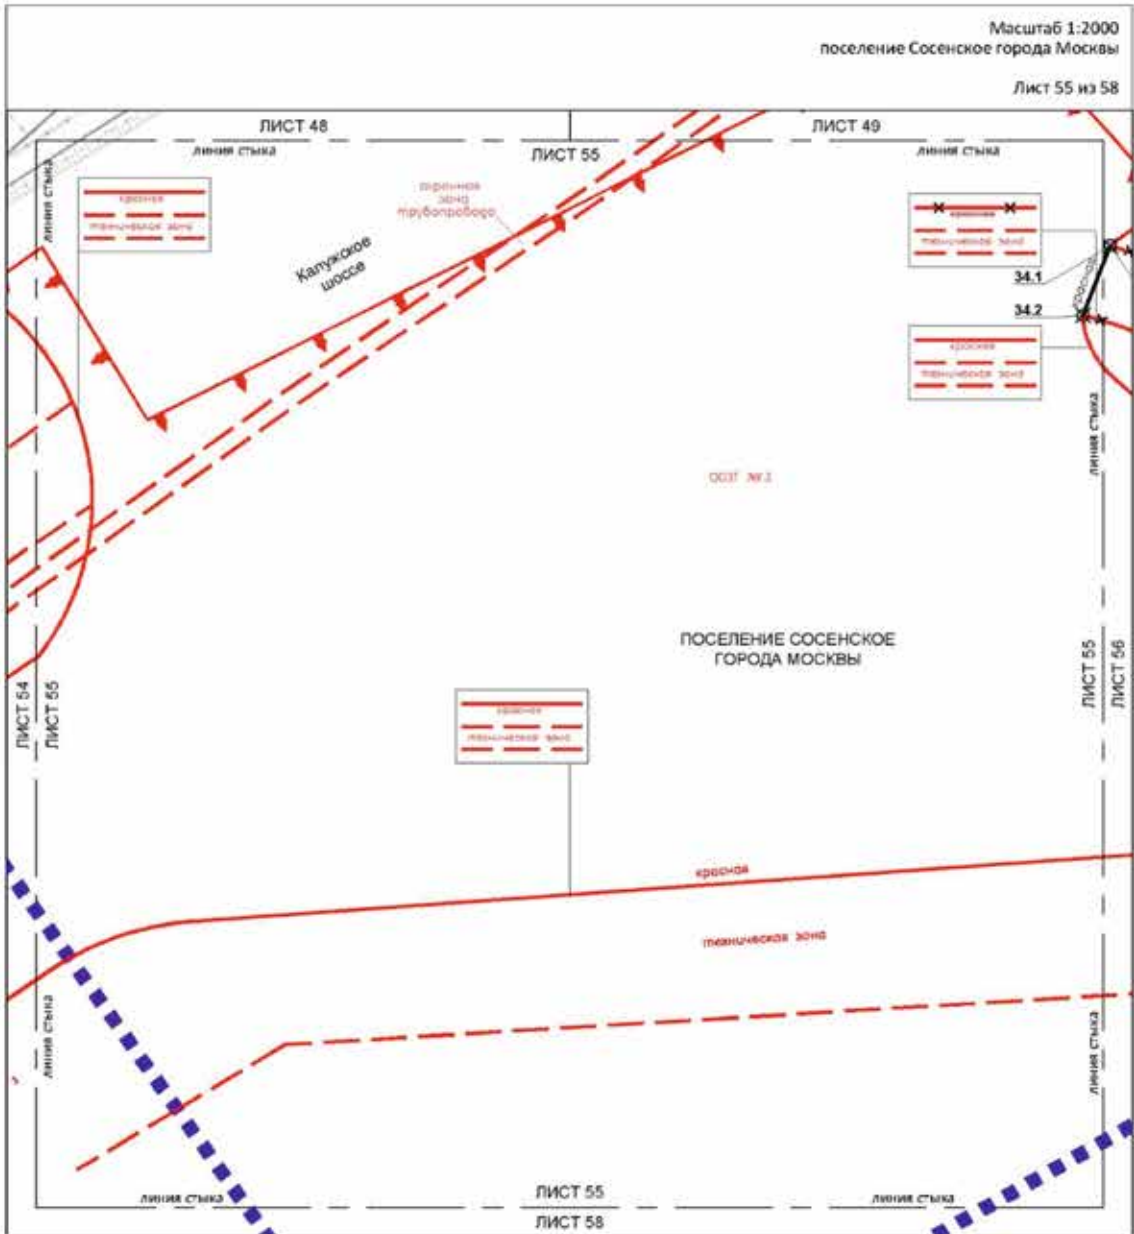 Масштаб 1:2000
поселение Сосенское города Москвы
Лист 55 из 58
ЛИСТ 48
ЛИСТ 49
линия стыка
ЛИСТ 55
линия стыка
линия стыка
красная
техническая зона
охранная
зона
трубопровода
Калужское
шоссе
красная
техническая зона
34.1
красная
34.2
красная
техническая зона
линия стыка
ПОСЕЛЕНИЕ СОСЕНСКОЕ
ГОРОДА МОСКВЫ
ЛИСТ 54
ЛИСТ 55
ЛИСТ 55
ЛИСТ 56
красная
техническая зона
красная
техническая зона
линия стыка
линия стыка
линия стыка
ЛИСТ 55
линия стыка
ЛИСТ 58